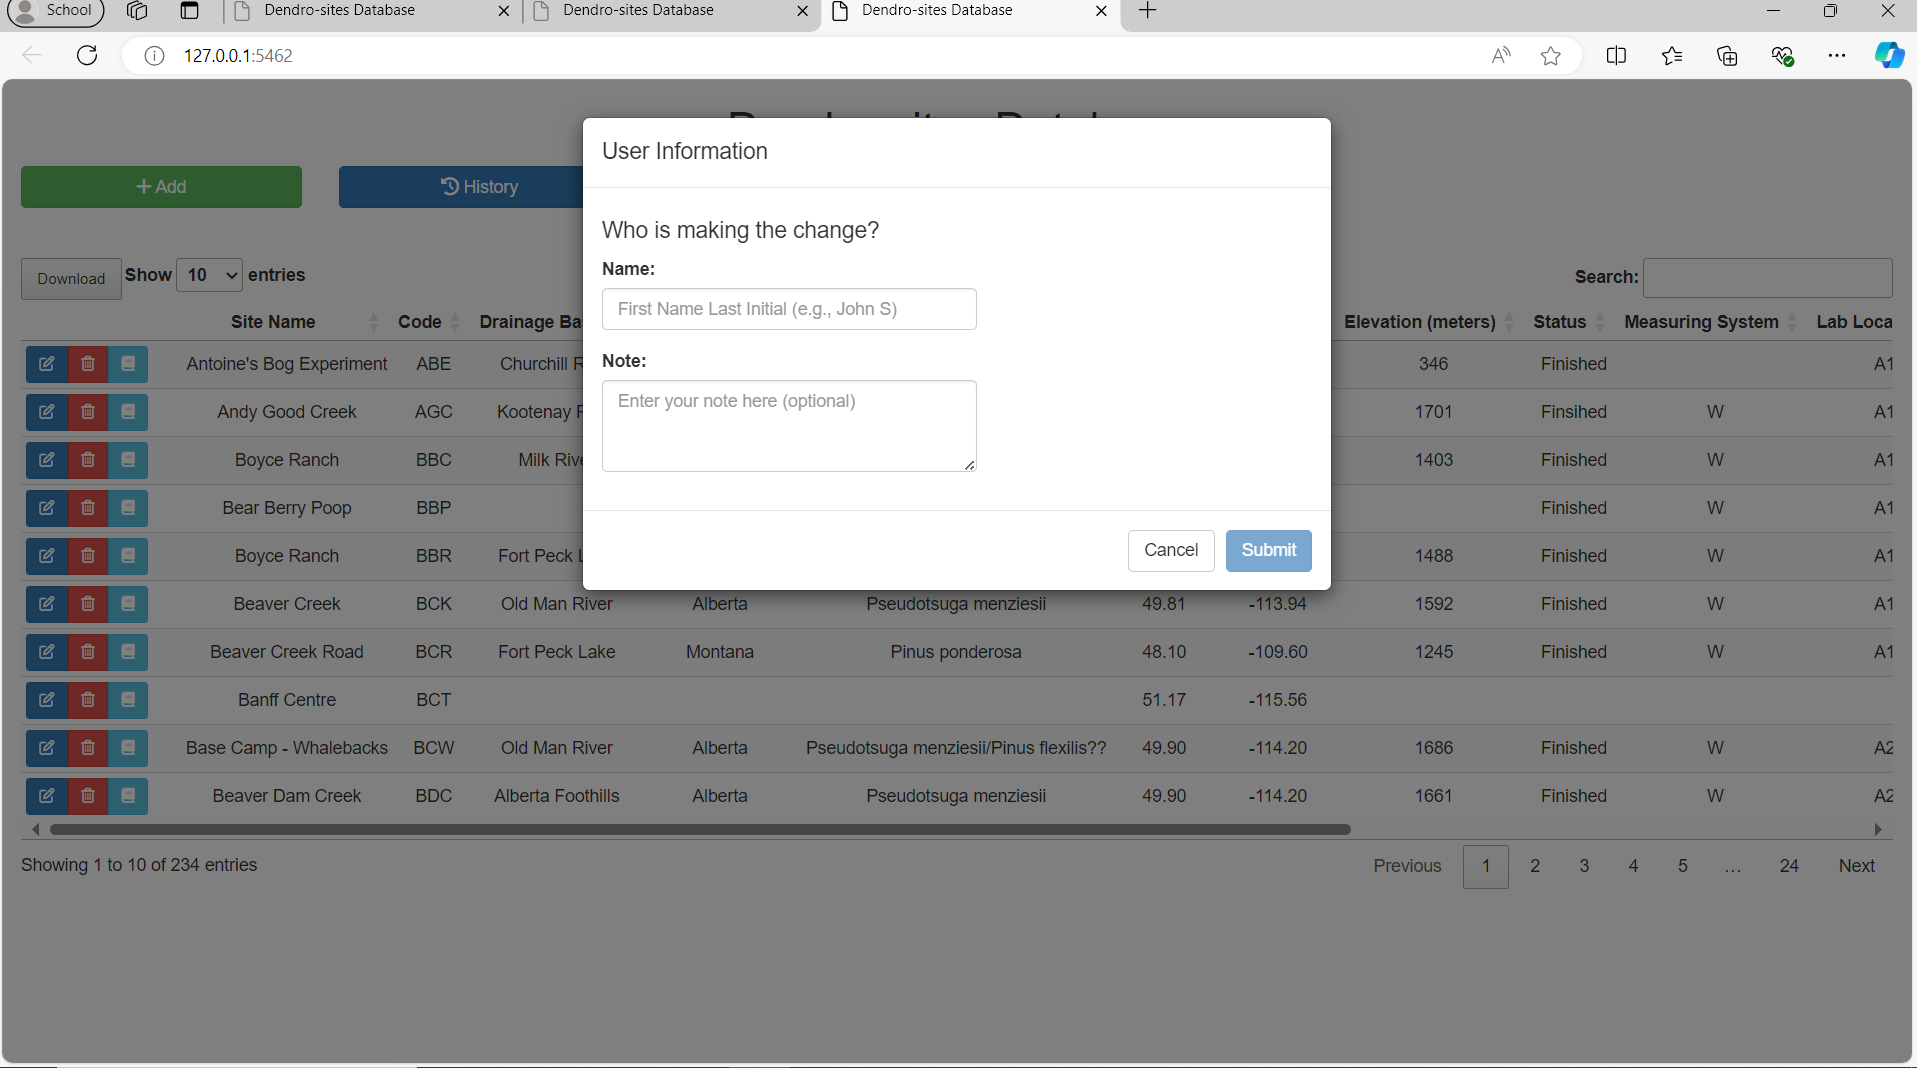 School
Dendro-sites Database
Dendro-sites Database
Dendro-sites Database
127.0.0.1:5462
User Information
Add
History
Who is making the change?
Name:
First Name Last Initial (e.g., John S)
Note:
Enter your note here (optional)
Cancel
Submit
Download
Show 10 entries
Search:
Site Name Code Drainage Ba Elevation (meters) Status Measuring System Lab Loca
Antoine's Bog Experiment ABE Churchill R 346 Finished A1
Andy Good Creek AGC Kootenay F 1701 Finsihed W A1
Boyce Ranch BBC Milk Rive 1403 Finished W A1
Bear Berry Poop BBP Finished W A1
Boyce Ranch BBR Fort Peck L 1488 Finished W A1
Beaver Creek BCK Old Man River Alberta Pseudotsuga menziesii 49.81 -113.94 1592 Finished W A1
Beaver Creek Road BCR Fort Peck Lake Montana Pinus ponderosa 48.10 -109.60 1245 Finished W A1
Banff Centre BCT 51.17 -115.56
Base Camp - Whalebacks BCW Old Man River Alberta Pseudotsuga menziesii/Pinus flexilis?? 49.90 -114.20 1686 Finished W A2
Beaver Dam Creek BDC Alberta Foothills Alberta Pseudotsuga menziesii 49.90 -114.20 1661 Finished W A2
Showing 1 to 10 of 234 entries
Previous 1 2 3 4 5 … 24 Next